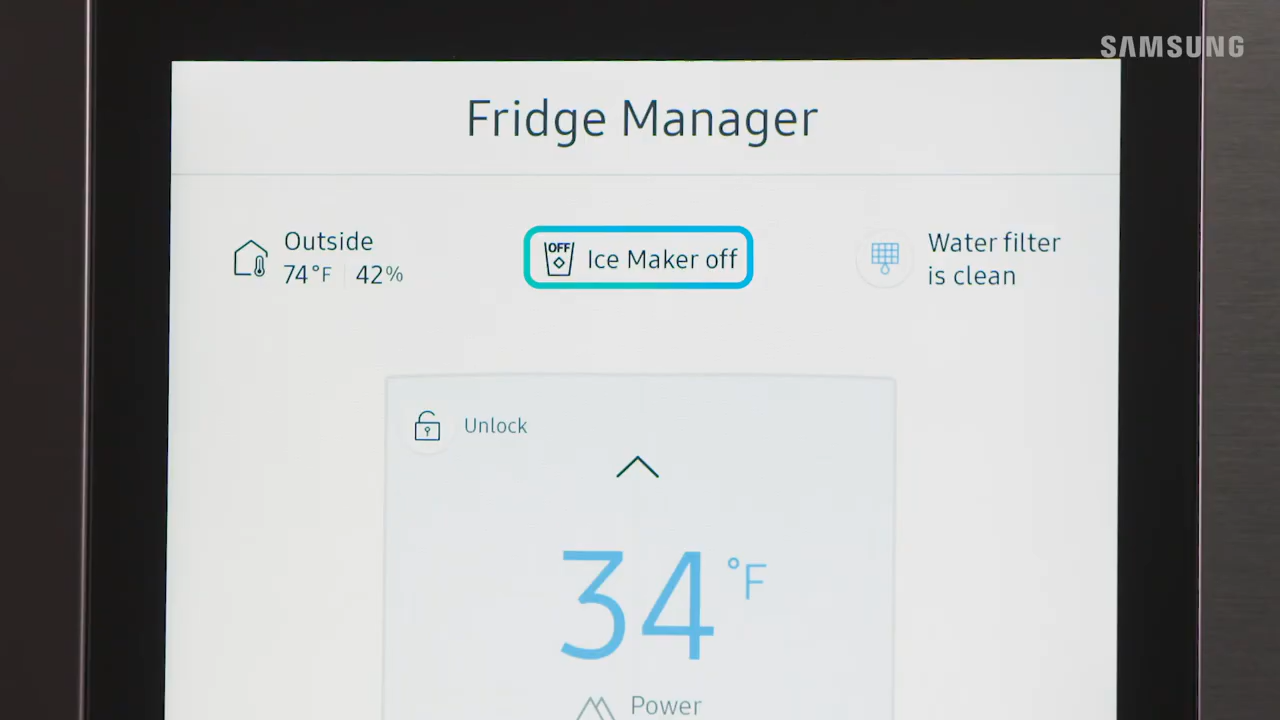 SAMSUNG
Fridge Manager
Outside
74°F | 42%
OFF
Ice Maker off
Water filter
is clean
Unlock
34°F
Power